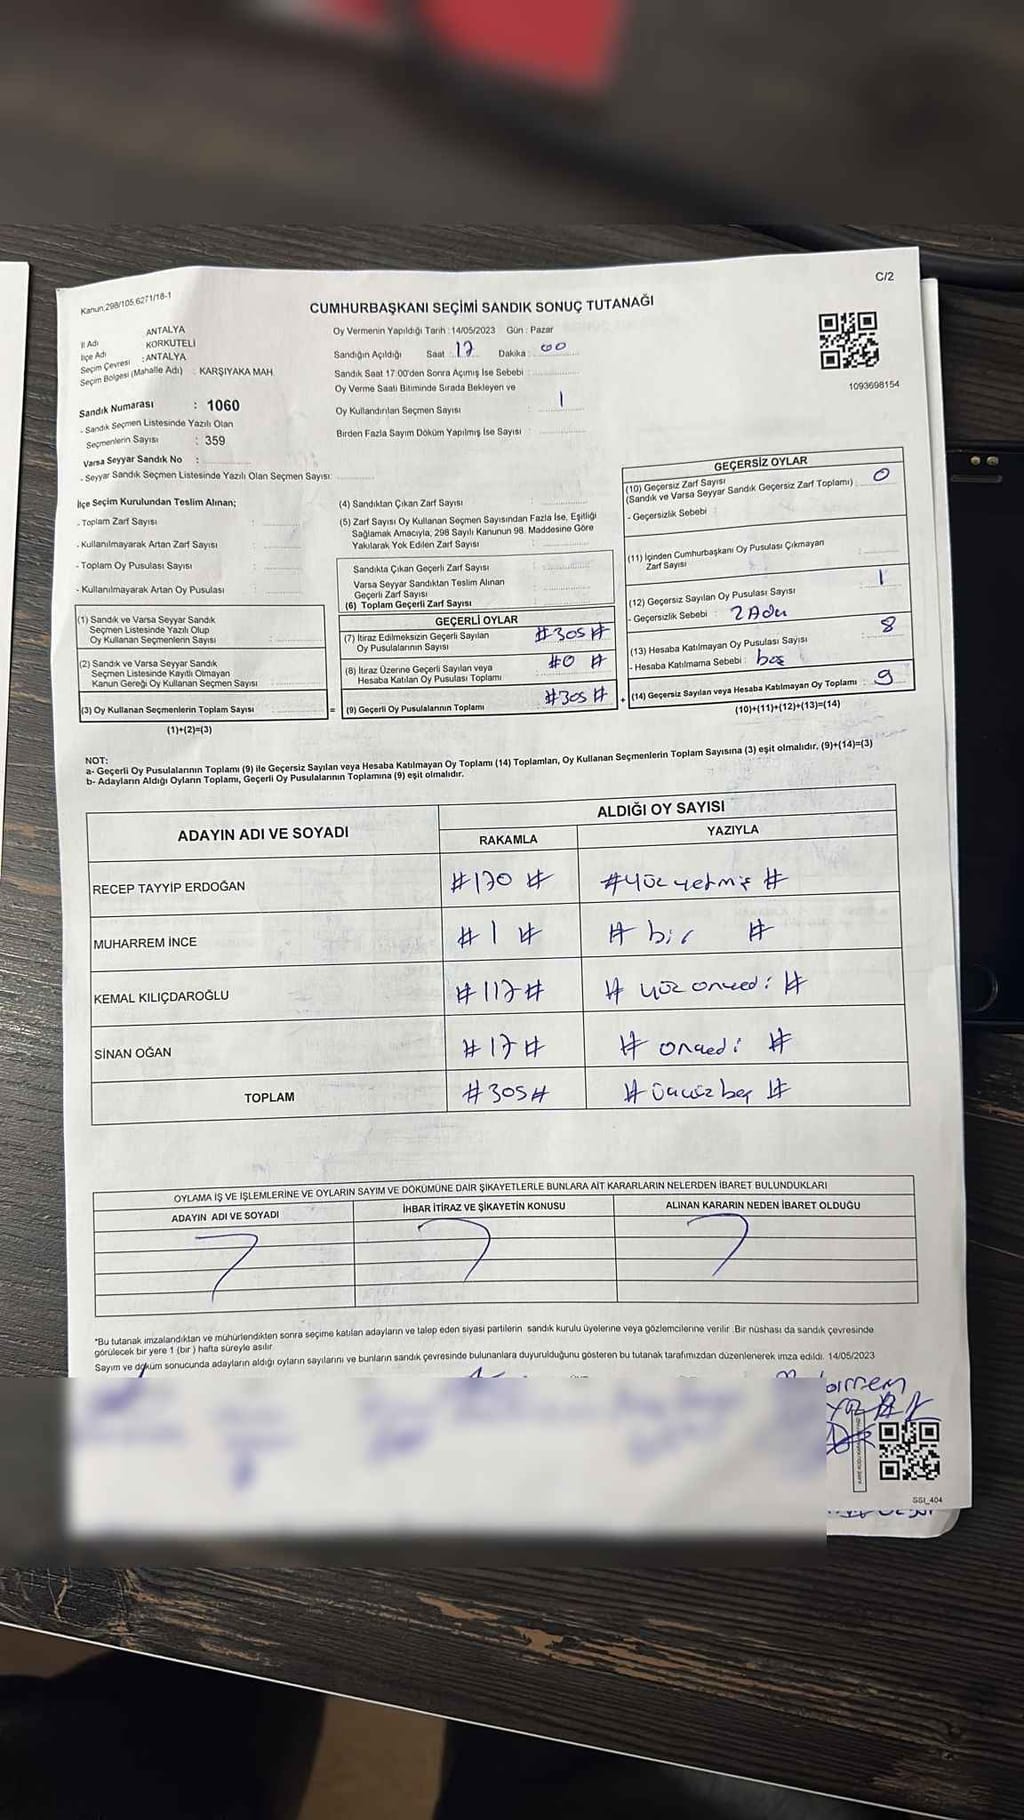 C/2
Kanun:298/105,6271/18-1
CUMHURBAŞKANI SEÇİMİ SANDIK SONUÇ TUTANAĞI
İl Adı : ANTALYA
İlçe Adı : KORKUTELİ
Seçim Çevresi : ANTALYA
Seçim Bölgesi (Mahalle Adı) : KARŞIYAKA MAH.
Sandık Numarası : 1060
- Sandık Seçmen Listesinde Yazılı Olan
Seçmenlerin Sayısı : 359
Varsa Seyyar Sandık No :
- Seyyar Sandık Seçmen Listesinde Yazılı Olan Seçmen Sayısı:
Oy Vermenin Yapıldığı Tarih : 14/05/2023 Gün : Pazar
Sandığın Açıldığı Saat : 17 Dakika : 00
Sandık Saat 17:00'den Sonra Açımış İse Sebebi :
Oy Verme Saati Bitiminde Sırada Bekleyen ve
Oy Kullandırılan Seçmen Sayısı : 1
Birden Fazla Sayım Döküm Yapılmış İse Sayısı :
1093698154
İlçe Seçim Kurulundan Teslim Alınan;
- Toplam Zarf Sayısı :
- Kullanılmayarak Artan Zarf Sayısı :
- Toplam Oy Pusulası Sayısı :
- Kullanılmayarak Artan Oy Pusulası :
(1) Sandık ve Varsa Seyyar Sandık
Seçmen Listesinde Yazılı Olup
Oy Kullanan Seçmenlerin Sayısı :
(2) Sandık ve Varsa Seyyar Sandık
Seçmen Listesinde Kayıtlı Olmayan
Kanun Gereği Oy Kullanan Seçmen Sayısı :
(3) Oy Kullanan Seçmenlerin Toplam Sayısı :
(1)+(2)=(3)
(4) Sandıktan Çıkan Zarf Sayısı :
(5) Zarf Sayısı Oy Kullanan Seçmen Sayısından Fazla İse, Eşitliği
Sağlamak Amacıyla, 298 Sayılı Kanunun 98. Maddesine Göre
Yakılarak Yok Edilen Zarf Sayısı :
Sandıkta Çıkan Geçerli Zarf Sayısı :
Varsa Seyyar Sandıktan Teslim Alınan
Geçerli Zarf Sayısı :
(6) Toplam Geçerli Zarf Sayısı :
=
GEÇERLİ OYLAR
(7) İtiraz Edilmeksizin Geçerli Sayılan
Oy Pusulalarının Sayısı : #305#
(8) İtiraz Üzerine Geçerli Sayılan veya
Hesaba Katılan Oy Pusulası Toplamı : #0 #
(9) Geçerli Oy Pusulalarının Toplamı #305#
+
GEÇERSİZ OYLAR
(10) Geçersiz Zarf Sayısı
(Sandık ve Varsa Seyyar Sandık Geçersiz Zarf Toplamı) : 0
- Geçersizlik Sebebi :
(11) İçinden Cumhurbaşkanı Oy Pusulası Çıkmayan
Zarf Sayısı :
(12) Geçersiz Sayılan Oy Pusulası Sayısı : 1
- Geçersizlik Sebebi : 2 Adu
(13) Hesaba Katılmayan Oy Pusulası Sayısı : 8
- Hesaba Katılmama Sebebi : boş
(14) Geçersiz Sayılan veya Hesaba Katılmayan Oy Toplamı : 9
(10)+(11)+(12)+(13)=(14)
NOT:
a- Geçerli Oy Pusulalarının Toplamı (9) ile Geçersiz Sayılan veya Hesaba Katılmayan Oy Toplamı (14) Toplamları, Oy Kullanan Seçmenlerin Toplam Sayısına (3) eşit olmalıdır, (9)+(14)=(3)
b- Adayların Aldığı Oyların Toplamı, Geçerli Oy Pusulalarının Toplamına (9) eşit olmalıdır.
ADAYIN ADI VE SOYADI
ALDIĞI OY SAYISI
RAKAMLA YAZIYLA
RECEP TAYYİP ERDOĞAN #170 # #yüz yetmiş #
MUHARREM İNCE # 1 # # bir #
KEMAL KILIÇDAROĞLU #117# # yüz onyedi #
SİNAN OĞAN #17# # onyedi #
TOPLAM #305# # üçyüz beş #
OYLAMA İŞ VE İŞLEMLERİNE VE OYLARIN SAYIM VE DÖKÜMÜNE DAİR ŞİKAYETLERLE BUNLARA AİT KARARLARIN NELERDEN İBARET BULUNDUKLARI
ADAYIN ADI VE SOYADI İHBAR İTİRAZ VE ŞİKAYETİN KONUSU ALINAN KARARIN NEDEN İBARET OLDUĞU
*Bu tutanak imzalandıktan ve mühürlendikten sonra seçime katılan adayların ve talep eden siyasi partilerin sandık kurulu üyelerine veya gözlemcilerine verilir .Bir nüshası da sandık çevresinde
görülecek bir yere 1 (bir ) hafta süreyle asılır
Sayım ve döküm sonucunda adayların aldığı oyların sayılarını ve bunların sandık çevresinde bulunanlara duyurulduğunu gösteren bu tutanak tarafımızdan düzenlenerek imza edildi. 14/05/2023
SSI_404